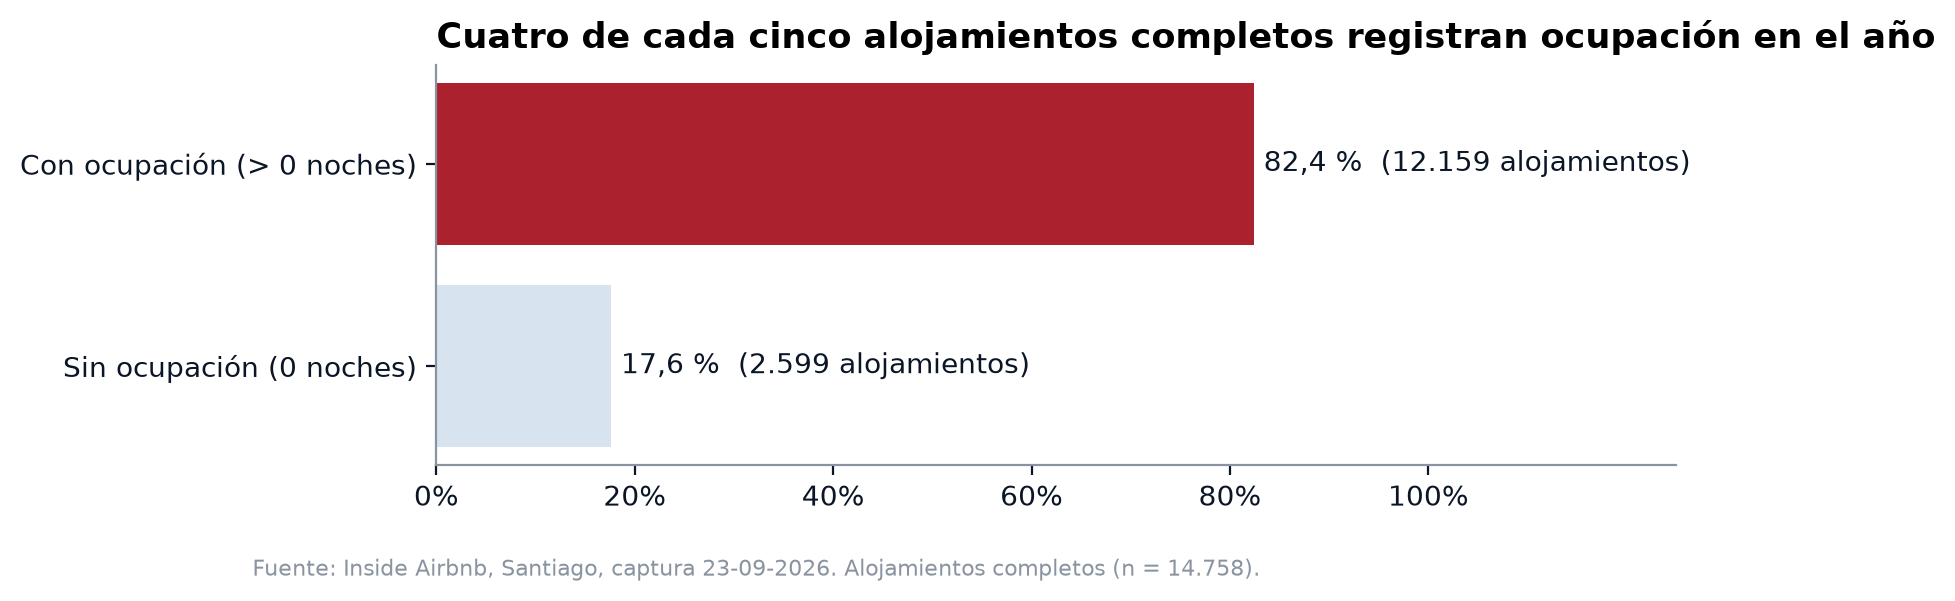 Cuatro de cada cinco alojamientos completos registran ocupación en el año
Con ocupación (> 0 noches)
82,4 %  (12.159 alojamientos)
Sin ocupación (0 noches)
17,6 %  (2.599 alojamientos)
0% 20% 40% 60% 80% 100%
Fuente: Inside Airbnb, Santiago, captura 23-09-2026. Alojamientos completos (n = 14.758).